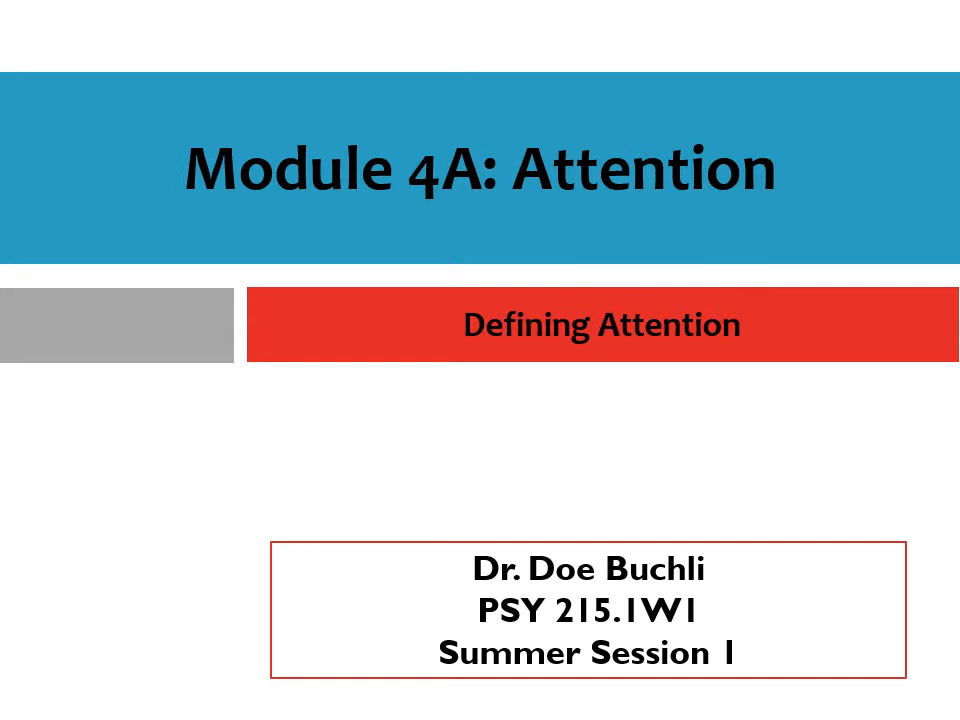 Module 4A: Attention
Defining Attention
Dr. Doe Buchli
PSY 215.1W1
Summer Session 1